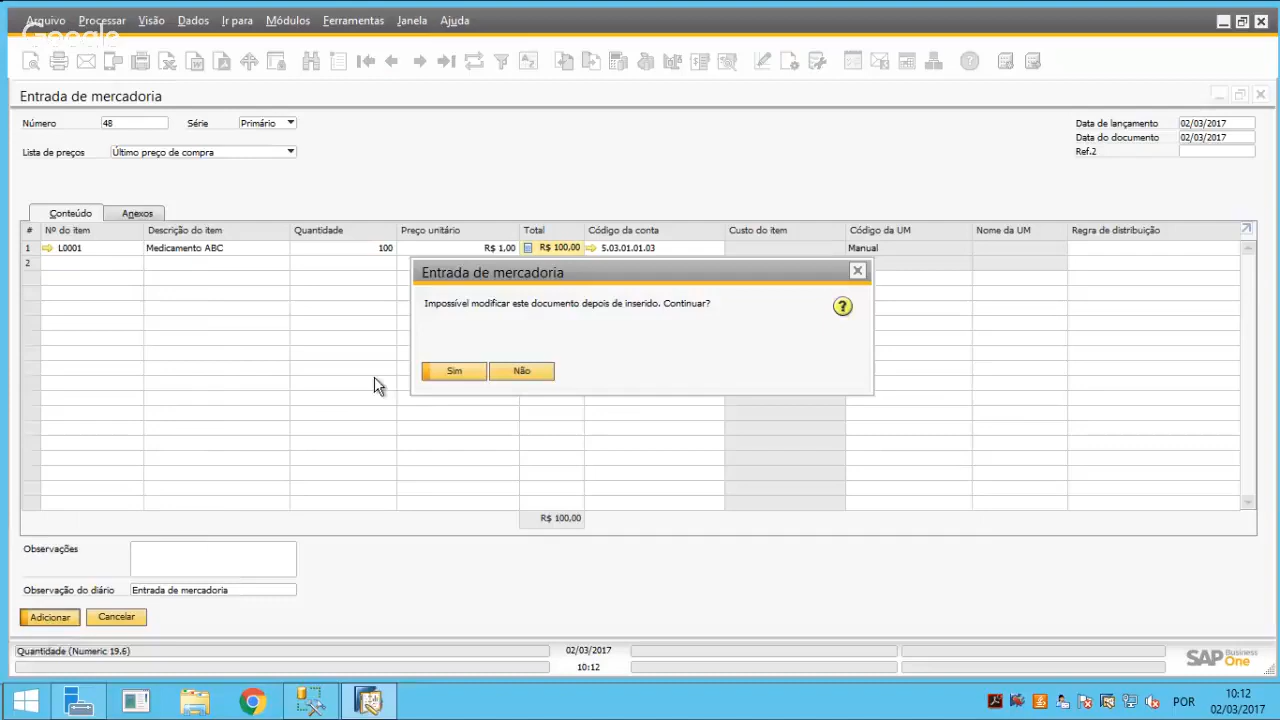 Arquivo Processar Visão Dados Ir para Módulos Ferramentas Janela Ajuda
Google
Entrada de mercadoria
Número 48 Série Primário Data de lançamento 02/03/2017
Data do documento 02/03/2017
Lista de preços Último preço de compra Ref.2
Conteúdo Anexos
# Nº do item Descrição do item Quantidade Preço unitário Total Código da conta Custo do item Código da UM Nome da UM Regra de distribuição
1 L0001 Medicamento ABC 100 R$ 1,00 R$ 100,00 5.03.01.01.03 Manual
2
Entrada de mercadoria
Impossível modificar este documento depois de inserido. Continuar?
?
Sim Não
R$ 100,00
Observações
Observação do diário Entrada de mercadoria
Adicionar Cancelar
Quantidade (Numeric 19.6) 02/03/2017
10:12
SAP Business One
POR 10:12
02/03/2017